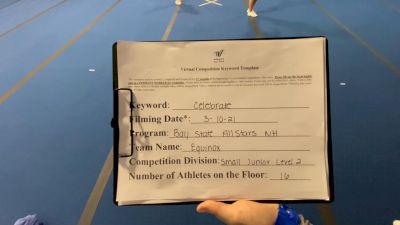 Virtual Competition Keyword Template
Keyword: Celebrate
Filming Date*: 3-10-21
Program: Bay State Allstars NH
Team Name: Equinox
Competition Division: Small Junior Level 2
Number of Athletes on the Floor: 16